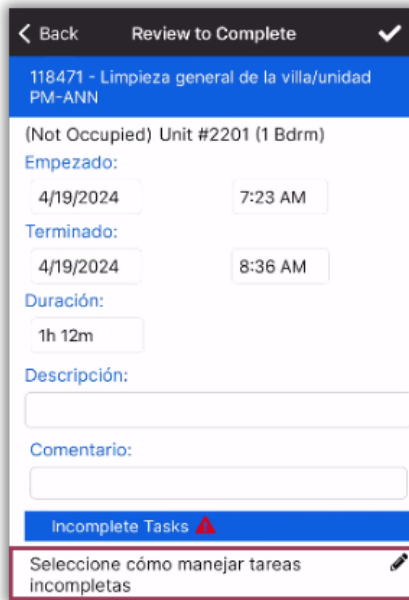 Back Review to Complete
118471 - Limpieza general de la villa/unidad
PM-ANN
(Not Occupied) Unit #2201 (1 Bdrm)
Empezado:
4/19/2024 7:23 AM
Terminado:
4/19/2024 8:36 AM
Duración:
1h 12m
Descripción:
Comentario:
Incomplete Tasks
Seleccione cómo manejar tareas
incompletas